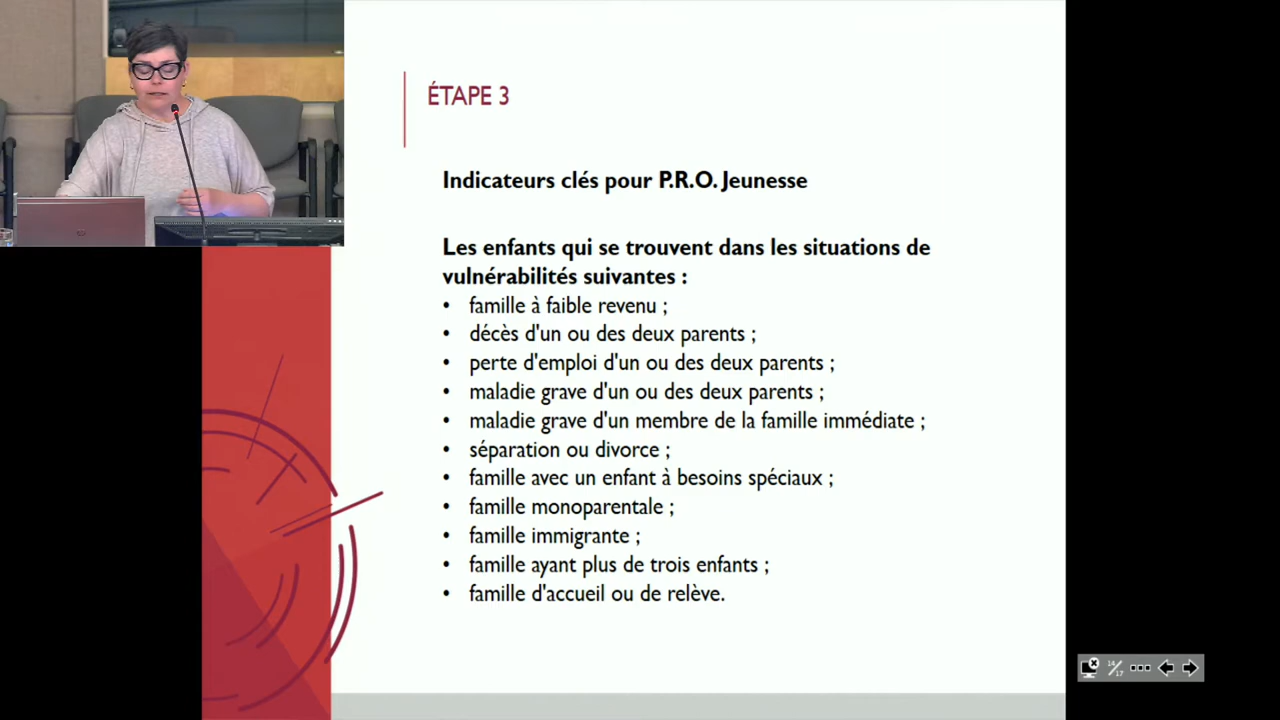 ÉTAPE 3
Indicateurs clés pour P.R.O. Jeunesse
Les enfants qui se trouvent dans les situations de
vulnérabilités suivantes :
• famille à faible revenu ;
• décès d'un ou des deux parents ;
• perte d'emploi d'un ou des deux parents ;
• maladie grave d'un ou des deux parents ;
• maladie grave d'un membre de la famille immédiate ;
• séparation ou divorce ;
• famille avec un enfant à besoins spéciaux ;
• famille monoparentale ;
• famille immigrante ;
• famille ayant plus de trois enfants ;
• famille d'accueil ou de relève.
14/17